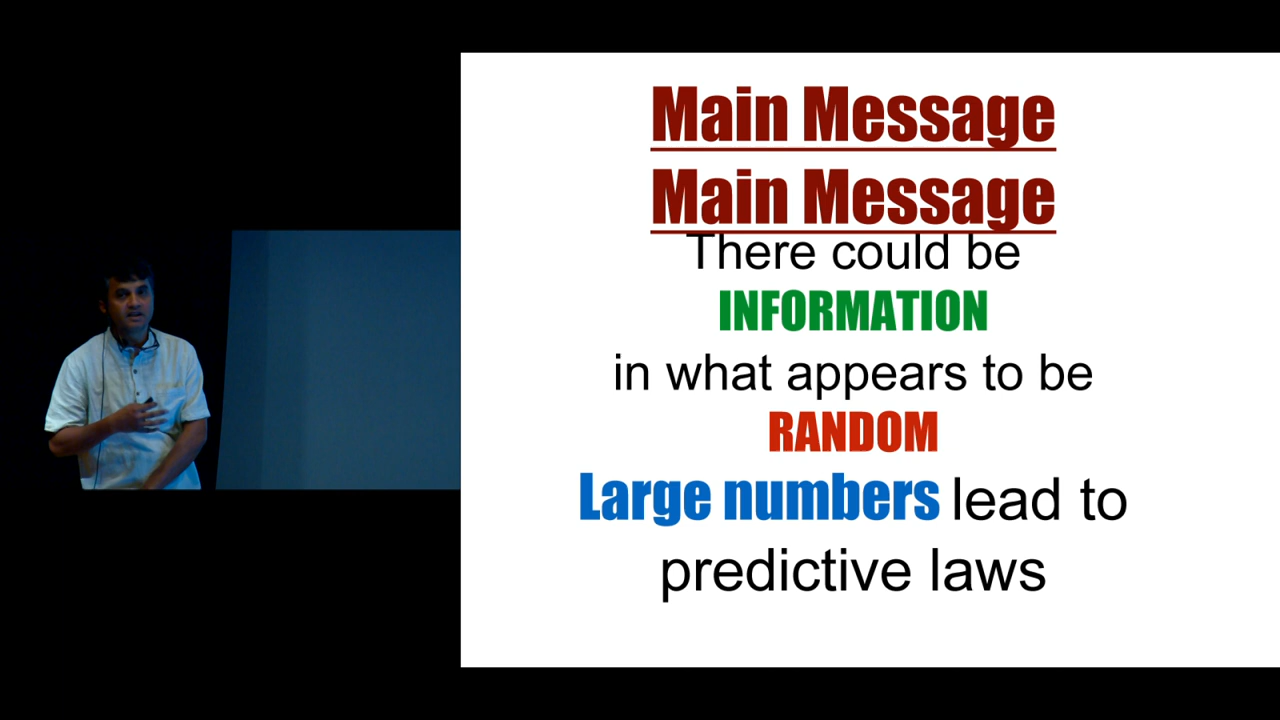 Main Message
Main Message
There could be
INFORMATION
in what appears to be
RANDOM
Large numbers lead to
predictive laws